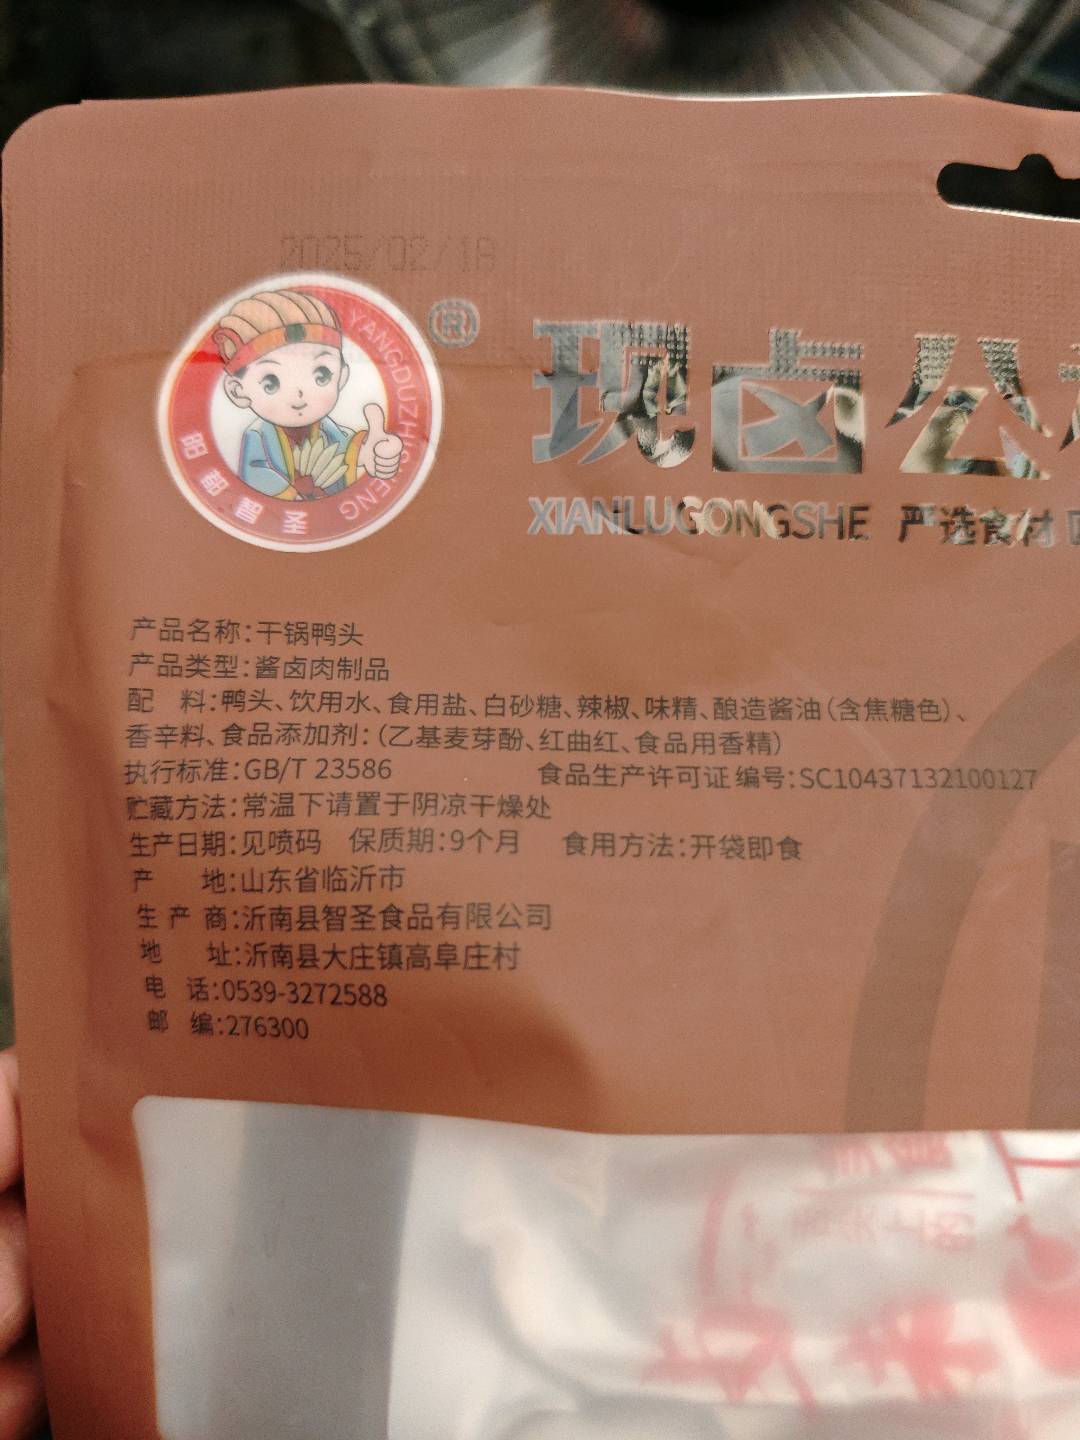 2025/02/18
YANGDUZHISHENG
阳都智圣
®
现卤公
XIANLUGONGSHE 严选食材
产品名称:干锅鸭头
产品类型:酱卤肉制品
配 料:鸭头、饮用水、食用盐、白砂糖、辣椒、味精、酿造酱油(含焦糖色)、
香辛料、食品添加剂:(乙基麦芽酚、红曲红、食品用香精)
执行标准:GB/T 23586 食品生产许可证编号:SC10437132100127
贮藏方法:常温下请置于阴凉干燥处
生产日期:见喷码 保质期:9个月 食用方法:开袋即食
产 地:山东省临沂市
生 产 商:沂南县智圣食品有限公司
地 址:沂南县大庄镇高阜庄村
电 话:0539-3272588
邮 编:276300